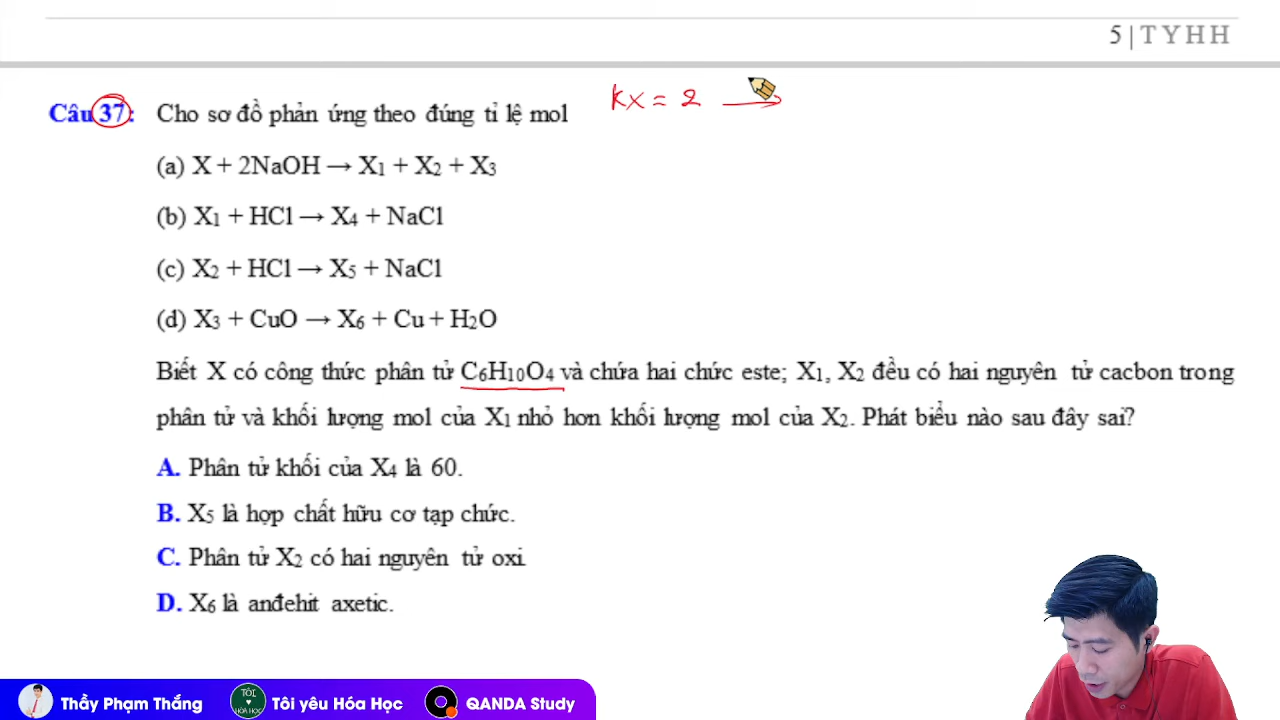 5 | T Y H H
Câu 37: Cho sơ đồ phản ứng theo đúng tỉ lệ mol
kx = 2 →
(a) X + 2NaOH → X₁ + X₂ + X₃
(b) X₁ + HCl → X₄ + NaCl
(c) X₂ + HCl → X₅ + NaCl
(d) X₃ + CuO → X₆ + Cu + H₂O
Biết X có công thức phân tử C₆H₁₀O₄ và chứa hai chức este; X₁, X₂ đều có hai nguyên tử cacbon trong
phân tử và khối lượng mol của X₁ nhỏ hơn khối lượng mol của X₂. Phát biểu nào sau đây sai?
A. Phân tử khối của X₄ là 60.
B. X₅ là hợp chất hữu cơ tạp chức.
C. Phân tử X₂ có hai nguyên tử oxi.
D. X₆ là anđehit axetic.
Thầy Phạm Thắng
TÔI
♥
HÓA HỌC
Tôi yêu Hóa Học
QANDA Study